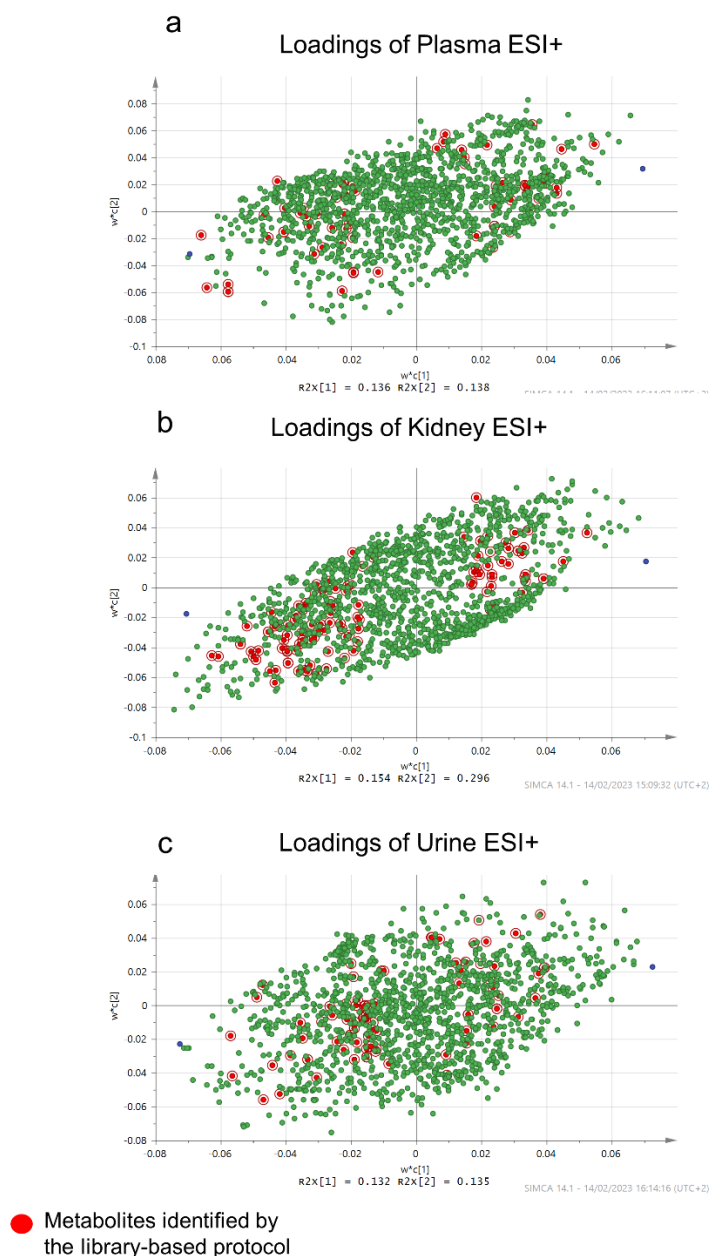 a
Loadings of Plasma ESI+
0.08
0.06
0.04
0.02
0
-0.02
-0.04
-0.06
-0.08
-0.1
w*c[2]
0.08 0.06 0.04 -0.02 0 0.02 0.04 0.06
w*c[1]
R2X[1] = 0.136 R2X[2] = 0.138
b
Loadings of Kidney ESI+
0.06
0.04
0.02
0
-0.02
-0.04
-0.06
-0.08
-0.1
w*c[2]
-0.08 -0.06 -0.04 -0.02 0 0.02 0.04 0.06
w*c[1]
R2X[1] = 0.154 R2X[2] = 0.296
SIMCA 14.1 - 14/02/2023 15:09:32 (UTC+2)
c
Loadings of Urine ESI+
0.06
0.04
0.02
0
-0.02
-0.04
-0.06
-0.08
w*c[2]
-0.08 -0.06 -0.04 -0.02 0 0.02 0.04 0.06
w*c[1]
R2X[1] = 0.132 R2X[2] = 0.135
SIMCA 14.1 - 14/02/2023 16:14:16 (UTC+2)
Metabolites identified by
the library-based protocol